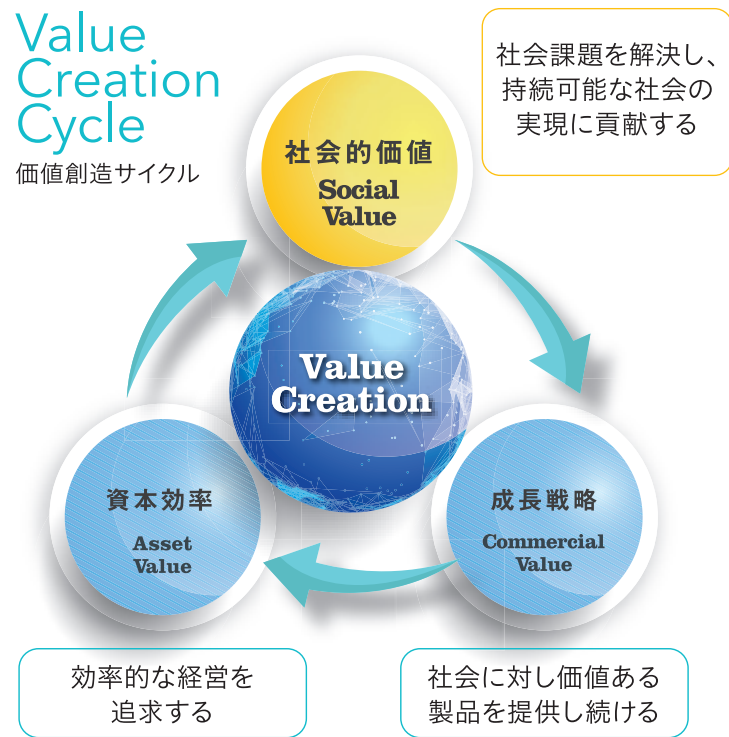 Value
Creation
Cycle
価値創造サイクル
社会課題を解決し、
持続可能な社会の
実現に貢献する
社会的価値
Social
Value
Value
Creation
資本効率
Asset
Value
成長戦略
Commercial
Value
効率的な経営を
追求する
社会に対し価値ある
製品を提供し続ける